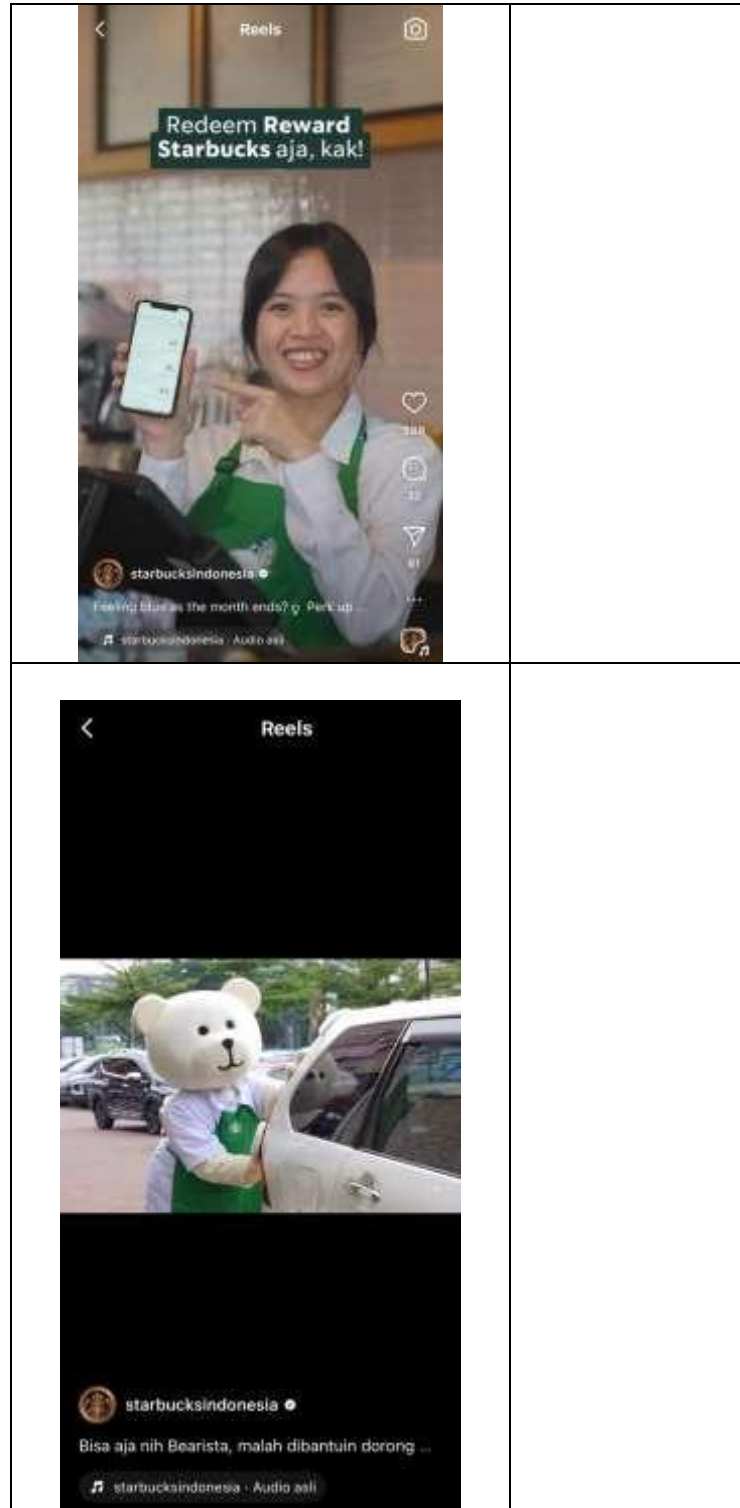 Reels
Redeem Reward
Starbucks aja, kak!
starbucksindonesia
Feeling blue as the month ends? Perk up ...
starbucksindonesia · Audio asli
Reels
starbucksindonesia
Bisa aja nih Bearista, malah dibantuin dorong ...
starbucksindonesia · Audio asli